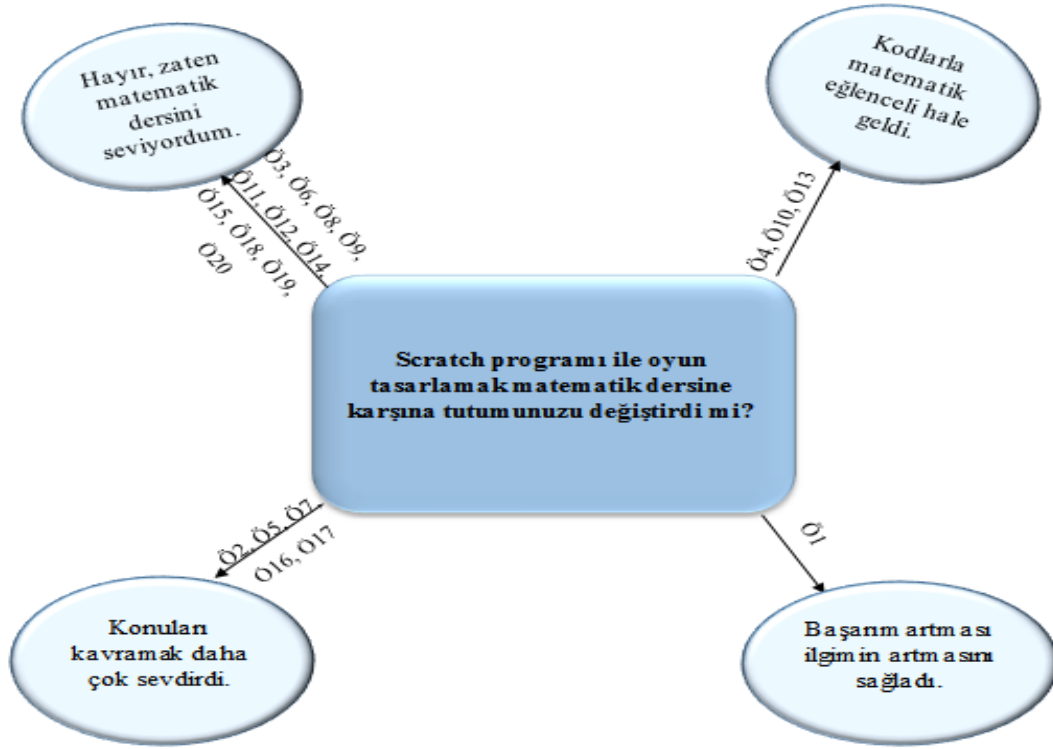 Hayır, zaten
matematik
dersini
seviyordum.
Kodlarla
matematik
eğlenceli hale
geldi.
Ö3, Ö6, Ö8, Ö9,
Ö11, Ö12, Ö14,
Ö15, Ö18, Ö19,
Ö20
Ö4, Ö10, Ö13
Scratch programı ile oyun
tasarlamak matematik dersine
karşına tutumunuzu değiştirdi mi?
Ö2, Ö5, Ö7,
Ö16, Ö17
Ö1
Konuları
kavramak daha
çok sevdirdi.
Başarım artması
ilgimin artmasını
sağladı.